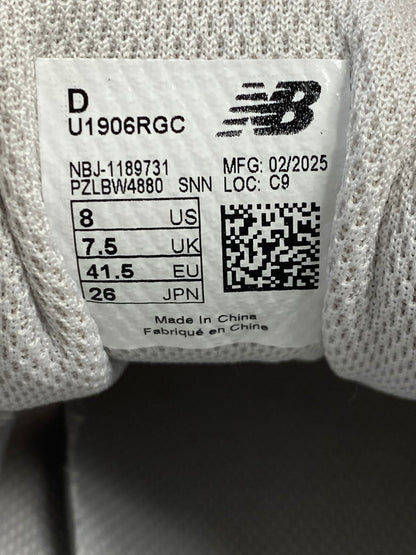 D
U1906RGC
NB
NBJ-1189731 MFG: 02/2025
PZLBW4880 SNN LOC: C9
8 US
7.5 UK
41.5 EU
26 JPN
Made In China
Fabriqué en Chine